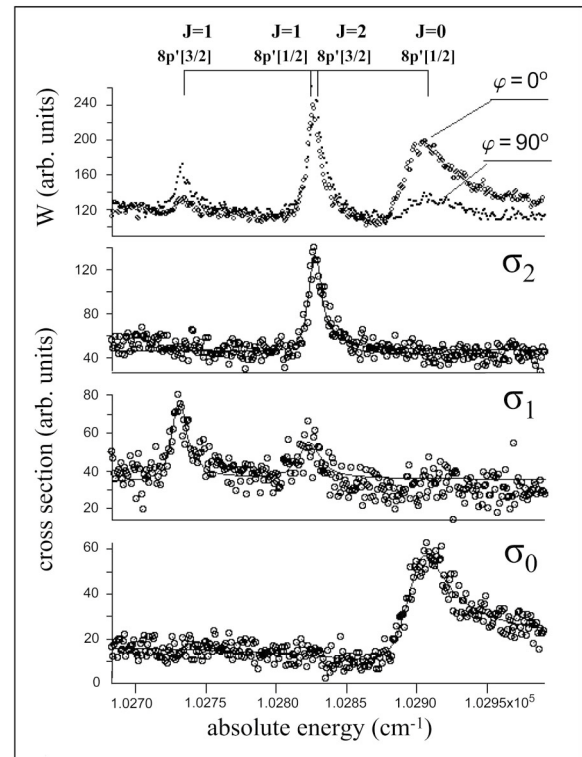 J=1 J=1 J=2 J=0
8p'[3/2] 8p'[1/2] 8p'[3/2] 8p'[1/2]
240
200
160
120
W (arb. units)
φ=0°
φ=90°
120
80
40
σ₂
80
60
40
20
σ₁
cross section (arb. units)
60
40
20
0
σ₀
1.0270 1.0275 1.0280 1.0285 1.0290 1.0295x10⁵
absolute energy (cm⁻¹)